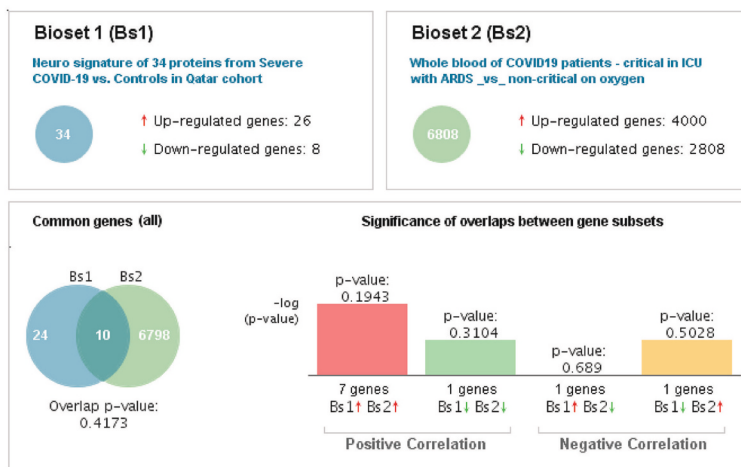 Bioset 1 (Bs1)
Neuro signature of 34 proteins from Severe
COVID-19 vs. Controls in Qatar cohort
34
↑ Up-regulated genes: 26
↓ Down-regulated genes: 8
Bioset 2 (Bs2)
Whole blood of COVID19 patients - critical in ICU
with ARDS _vs_ non-critical on oxygen
6808
↑ Up-regulated genes: 4000
↓ Down-regulated genes: 2808
Common genes (all)
Bs1 Bs2
24 10 6798
Overlap p-value:
0.4173
Significance of overlaps between gene subsets
-log
(p-value)
p-value:
0.1943
p-value:
0.3104
p-value:
0.689
p-value:
0.5028
7 genes 1 genes 1 genes 1 genes
Bs1↑ Bs2↑ Bs1↓ Bs2↓ Bs1↑ Bs2↓ Bs1↓ Bs2↑
Positive Correlation Negative Correlation